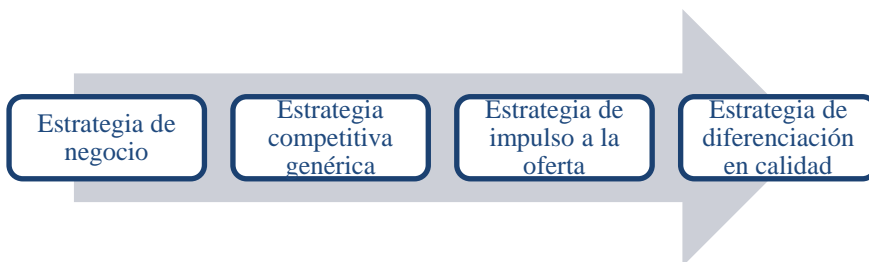 Estrategia de
negocio
Estrategia
competitiva
genérica
Estrategia de
impulso a la
oferta
Estrategia de
diferenciación
en calidad